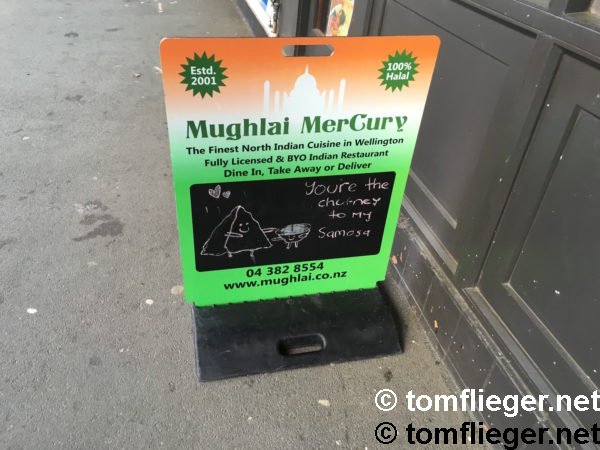 Estd.
2001
100%
Halal
Mughlai MerCury
The Finest North Indian Cuisine in Wellington
Fully Licensed & BYO Indian Restaurant
Dine In, Take Away or Deliver
You're the
chutney
to my
Samosa
04 382 8554
www.mughlai.co.nz
© tomflieger.net
© tomflieger.net